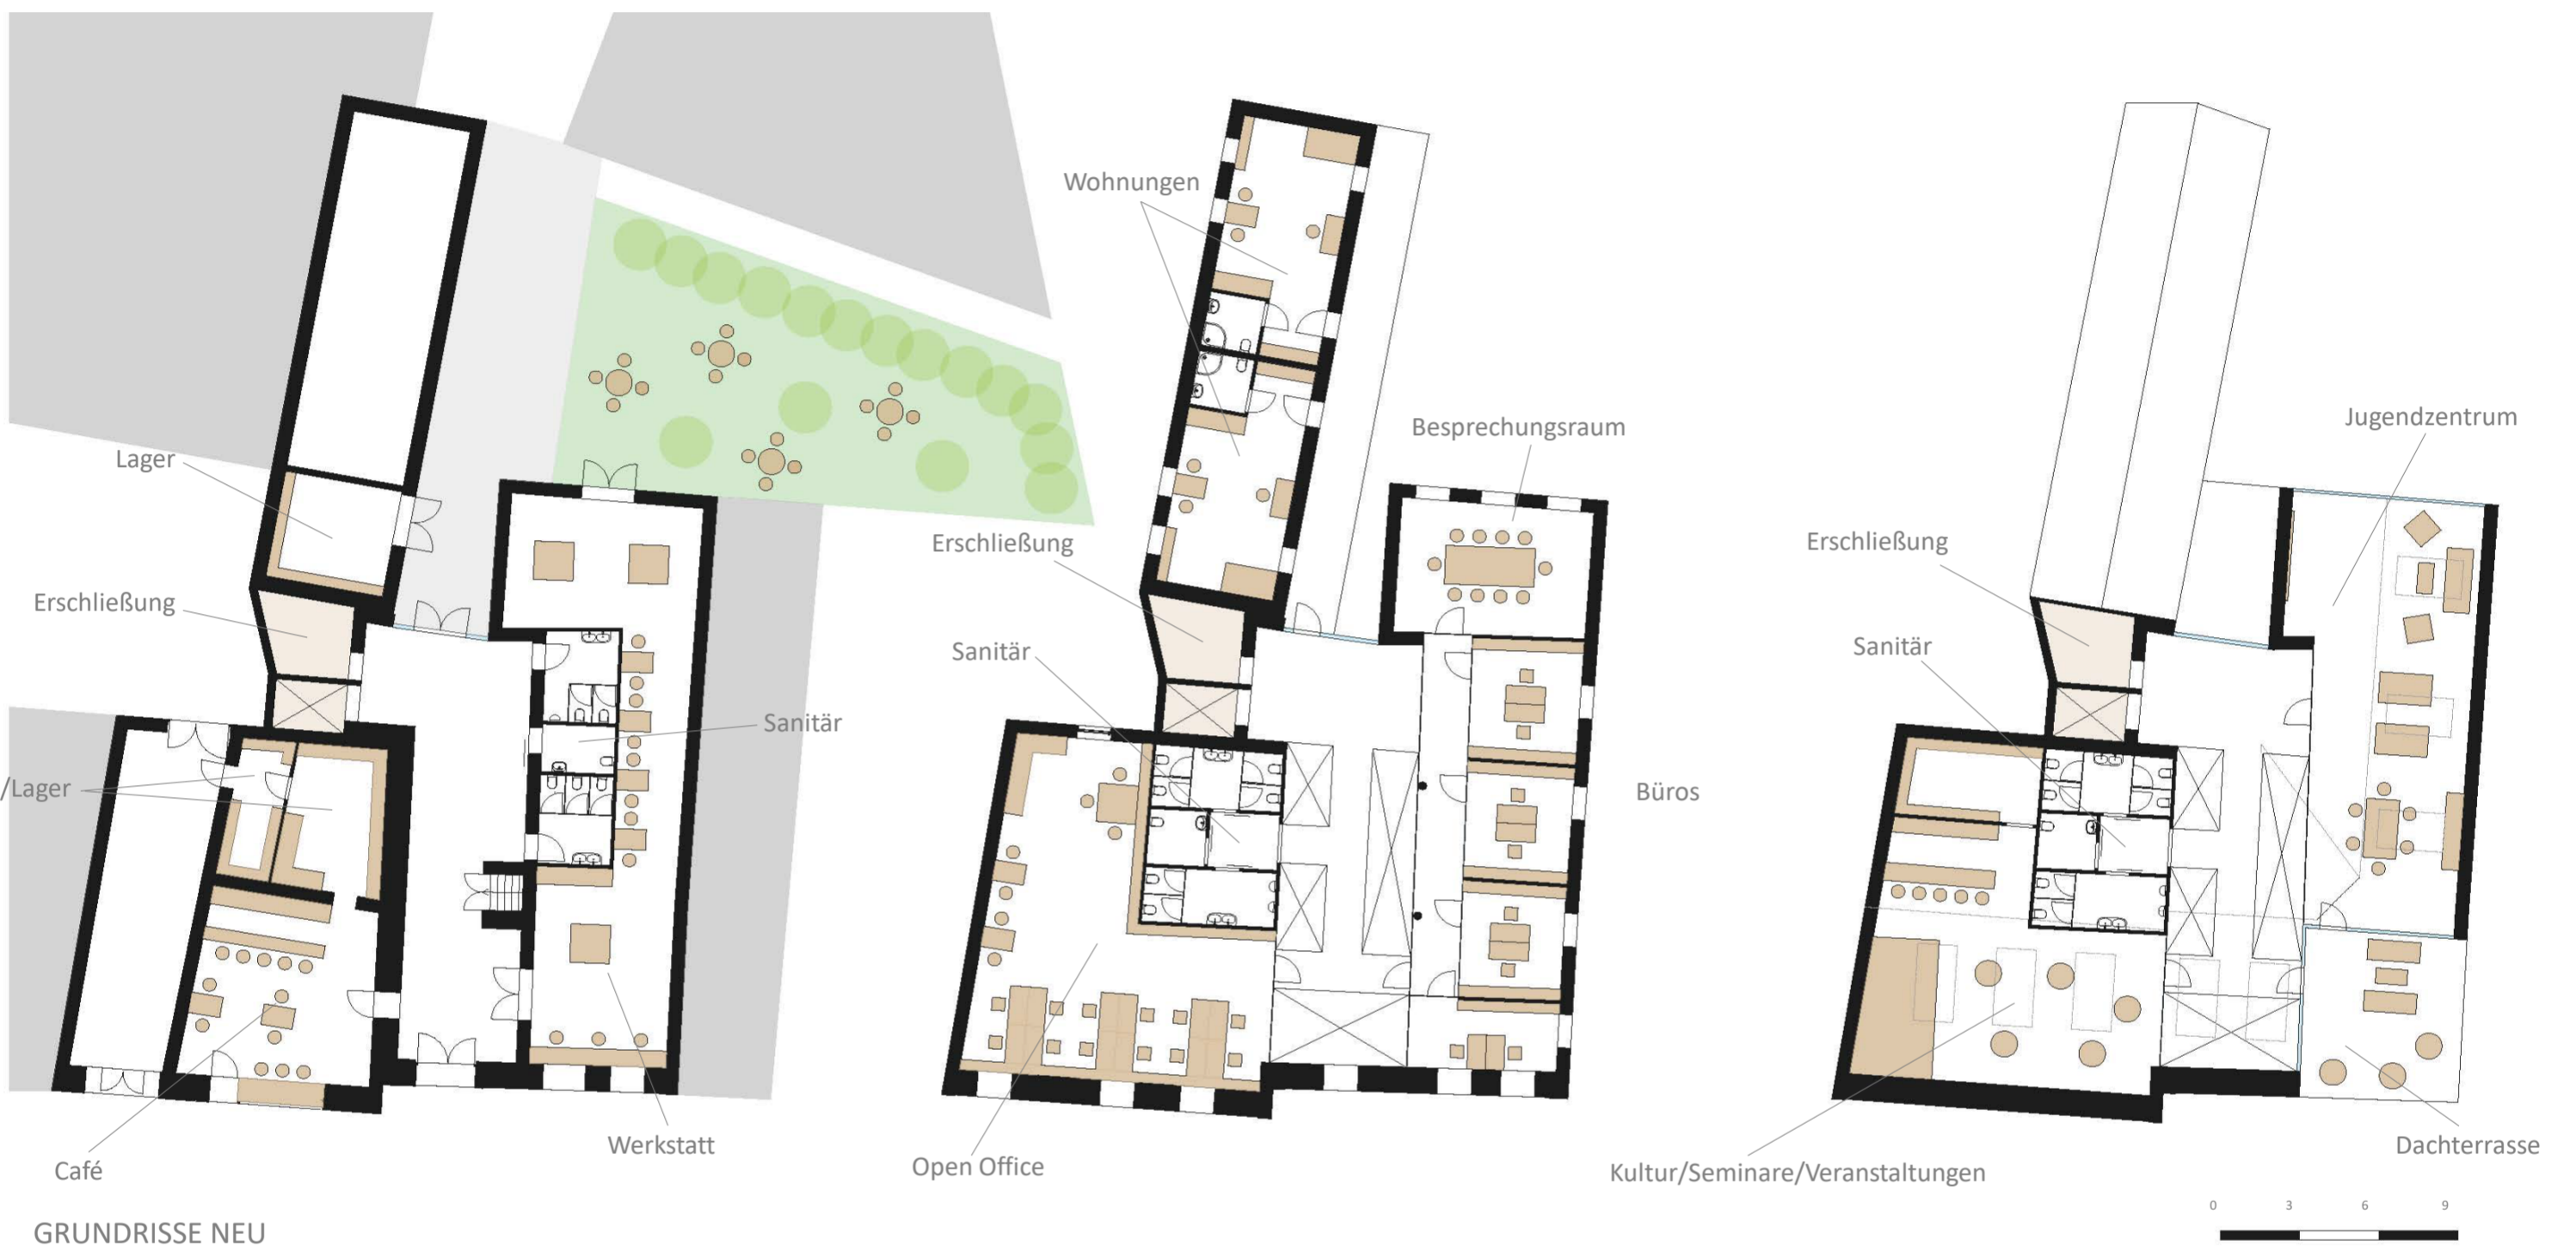 Wohnungen
Besprechungsraum
Jugendzentrum
Lager
Erschließung
Erschließung
Erschließung
Sanitär
Sanitär
Sanitär
/Lager
Büros
Café
Werkstatt
Open Office
Kultur/Seminare/Veranstaltungen
Dachterrasse
0 3 6 9
GRUNDRISSE NEU